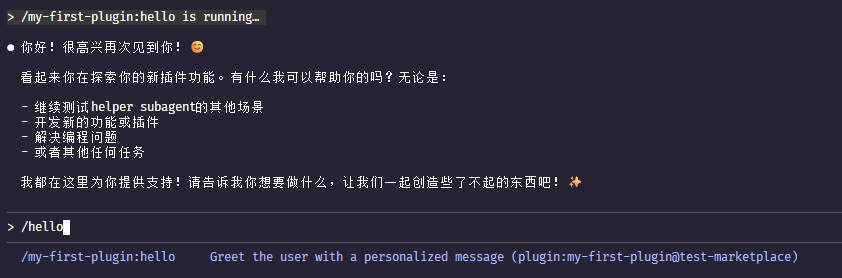 > /my-first-plugin:hello is running…
● 你好！很高兴再次见到你！😊
看起来你在探索你的新插件功能。有什么我可以帮助你的吗？无论是：
- 继续测试helper subagent的其他场景
- 开发新的功能或插件
- 解决编程问题
- 或者其他任何任务
我都在这里为你提供支持！请告诉我你想要做什么，让我们一起创造些了不起的东西吧！✨
> /hello
/my-first-plugin:hello Greet the user with a personalized message (plugin:my-first-plugin@test-marketplace)